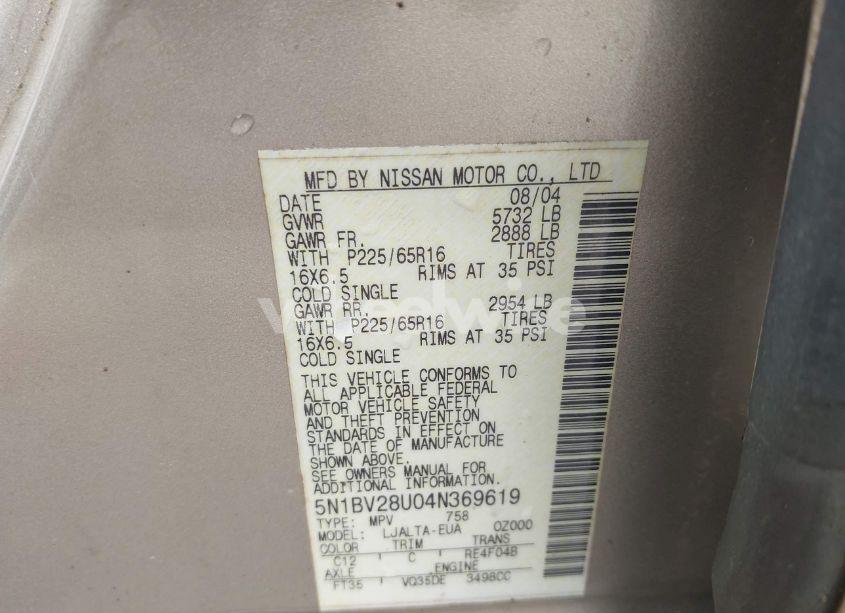 MFD BY NISSAN MOTOR CO., LTD
DATE 08/04
GVWR 5732 LB
GAWR FR. 2888 LB
WITH P225/65R16 TIRES
16X6.5 RIMS AT 35 PSI
COLD SINGLE
GAWR RR. 2954 LB
WITH P225/65R16 TIRES
16X6.5 RIMS AT 35 PSI
COLD SINGLE
THIS VEHICLE CONFORMS TO
ALL APPLICABLE FEDERAL
MOTOR VEHICLE SAFETY
AND THEFT PREVENTION
STANDARDS IN EFFECT ON
THE DATE OF MANUFACTURE
SHOWN ABOVE.
SEE OWNERS MANUAL FOR
ADDITIONAL INFORMATION.
5N1BV28U04N369619
TYPE: MPV 758
MODEL: LJALTA-EUA 0Z000
COLOR TRIM TRANS
C12 C RE4F04B
AXLE ENGINE
FT35 VQ35DE 3498CC